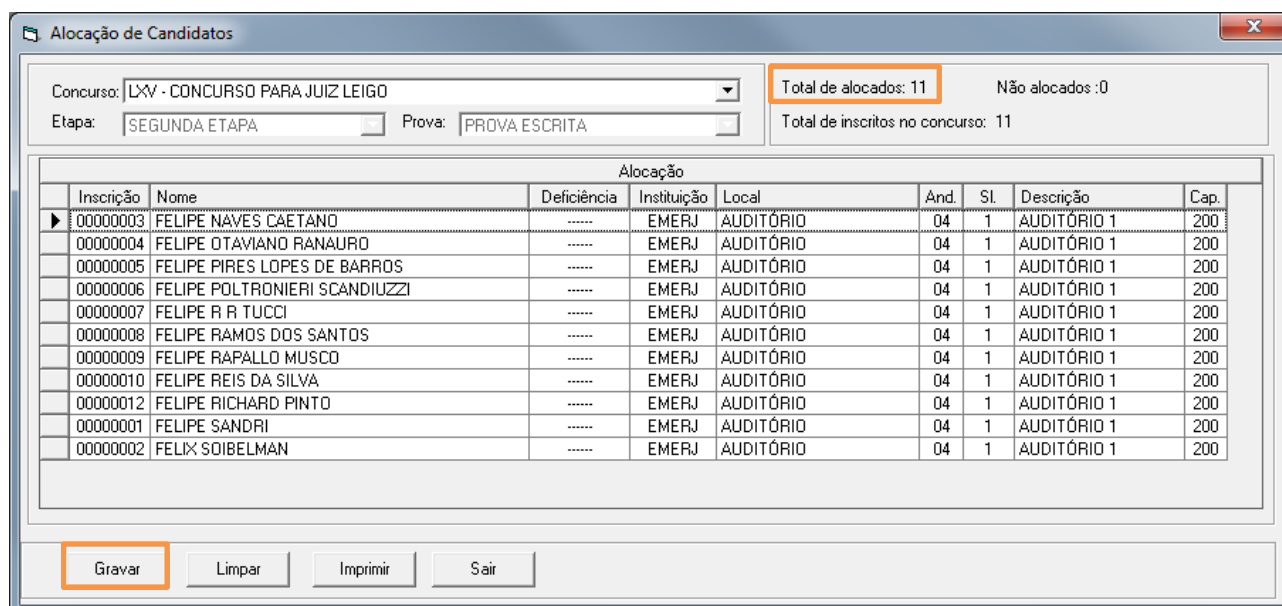 Alocação de Candidatos
x
Concurso: LXV - CONCURSO PARA JUIZ LEIGO
Total de alocados: 11 Não alocados :0
Etapa: SEGUNDA ETAPA Prova: PROVA ESCRITA
Total de inscritos no concurso: 11
Alocação
Inscrição Nome Deficiência Instituição Local And. Sl. Descrição Cap.
00000003 FELIPE NAVES CAETANO ------ EMERJ AUDITÓRIO 04 1 AUDITÓRIO 1 200
00000004 FELIPE OTAVIANO RANAURO ------ EMERJ AUDITÓRIO 04 1 AUDITÓRIO 1 200
00000005 FELIPE PIRES LOPES DE BARROS ------ EMERJ AUDITÓRIO 04 1 AUDITÓRIO 1 200
00000006 FELIPE POLTRONIERI SCANDIUZZI ------ EMERJ AUDITÓRIO 04 1 AUDITÓRIO 1 200
00000007 FELIPE R R TUCCI ------ EMERJ AUDITÓRIO 04 1 AUDITÓRIO 1 200
00000008 FELIPE RAMOS DOS SANTOS ------ EMERJ AUDITÓRIO 04 1 AUDITÓRIO 1 200
00000009 FELIPE RAPALLO MUSCO ------ EMERJ AUDITÓRIO 04 1 AUDITÓRIO 1 200
00000010 FELIPE REIS DA SILVA ------ EMERJ AUDITÓRIO 04 1 AUDITÓRIO 1 200
00000012 FELIPE RICHARD PINTO ------ EMERJ AUDITÓRIO 04 1 AUDITÓRIO 1 200
00000001 FELIPE SANDRI ------ EMERJ AUDITÓRIO 04 1 AUDITÓRIO 1 200
00000002 FELIX SOIBELMAN ------ EMERJ AUDITÓRIO 04 1 AUDITÓRIO 1 200
Gravar Limpar Imprimir Sair